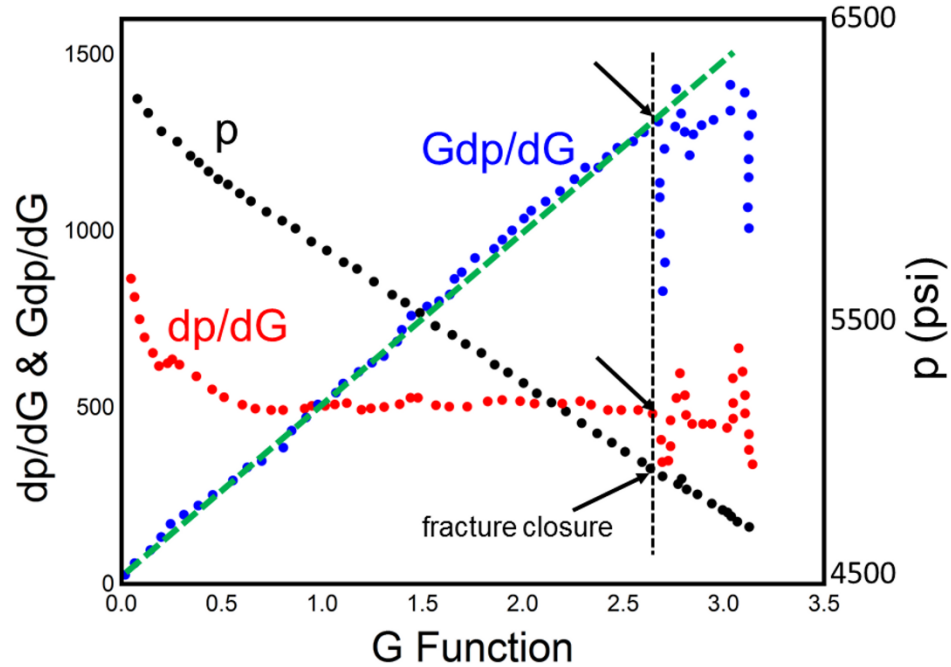 6500
1500
p
Gdp/dG
1000
dp/dG & Gdp/dG
p (psi)
dp/dG
5500
500
fracture closure
0
4500
0.0 0.5 1.0 1.5 2.0 2.5 3.0 3.5
G Function